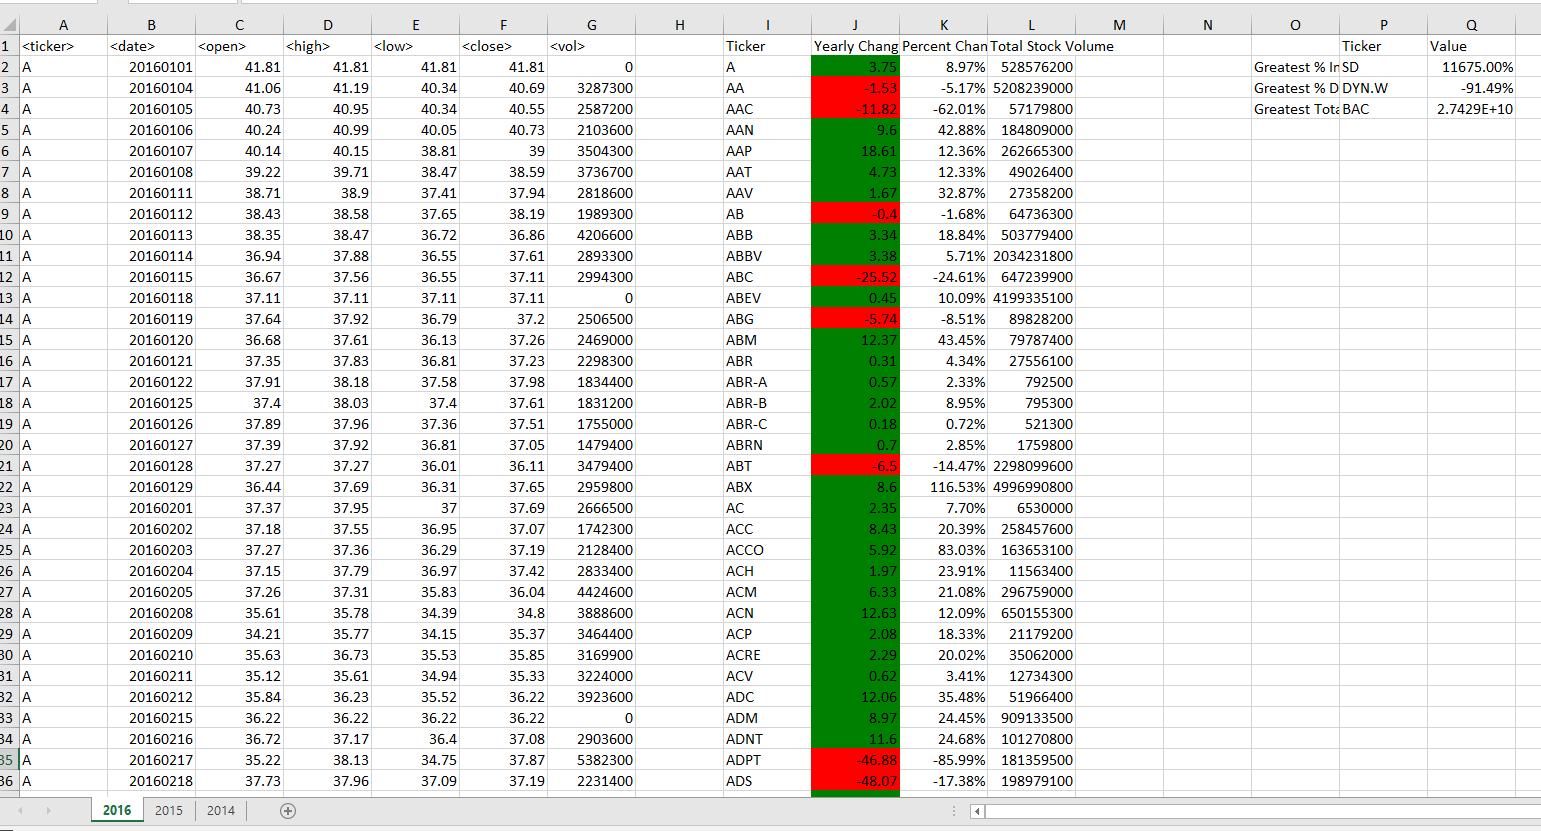 A B C D E F G H I J K L M N O P Q
1 <ticker> <date> <open> <high> <low> <close> <vol> Ticker Yearly Chang Percent Chan Total Stock Volume Ticker Value
2 A 20160101 41.81 41.81 41.81 41.81 0 A 3.75 8.97% 528576200 Greatest % In SD 11675.00%
3 A 20160104 41.06 41.19 40.34 40.69 3287300 AA -1.53 -5.17% 5208239000 Greatest % D DYN.W -91.49%
4 A 20160105 40.73 40.95 40.34 40.55 2587200 AAC -11.82 -62.01% 57179800 Greatest Tota BAC 2.7429E+10
5 A 20160106 40.24 40.99 40.05 40.73 2103600 AAN 9.6 42.88% 184809000
6 A 20160107 40.14 40.15 38.81 39 3504300 AAP 18.61 12.36% 262665300
7 A 20160108 39.22 39.71 38.47 38.59 3736700 AAT 4.73 12.33% 49026400
8 A 20160111 38.71 38.9 37.41 37.94 2818600 AAV 1.67 32.87% 27358200
9 A 20160112 38.43 38.58 37.65 38.19 1989300 AB -0.4 -1.68% 64736300
10 A 20160113 38.35 38.47 36.72 36.86 4206600 ABB 3.34 18.84% 503779400
11 A 20160114 36.94 37.88 36.55 37.61 2893300 ABBV 3.38 5.71% 2034231800
12 A 20160115 36.67 37.56 36.55 37.11 2994300 ABC -25.52 -24.61% 647239900
13 A 20160118 37.11 37.11 37.11 37.11 0 ABEV 0.45 10.09% 4199335100
14 A 20160119 37.64 37.92 36.79 37.2 2506500 ABG -5.74 -8.51% 89828200
15 A 20160120 36.68 37.61 36.13 37.26 2469000 ABM 12.37 43.45% 79787400
16 A 20160121 37.35 37.83 36.81 37.23 2298300 ABR 0.31 4.34% 27556100
17 A 20160122 37.91 38.18 37.58 37.98 1834400 ABR-A 0.57 2.33% 792500
18 A 20160125 37.4 38.03 37.4 37.61 1831200 ABR-B 2.02 8.95% 795300
19 A 20160126 37.89 37.96 37.36 37.51 1755000 ABR-C 0.18 0.72% 521300
20 A 20160127 37.39 37.92 36.81 37.05 1479400 ABRN 0.7 2.85% 1759800
21 A 20160128 37.27 37.27 36.01 36.11 3479400 ABT -6.5 -14.47% 2298099600
22 A 20160129 36.44 37.69 36.31 37.65 2959800 ABX 8.6 116.53% 4996990800
23 A 20160201 37.37 37.95 37 37.69 2666500 AC 2.35 7.70% 6530000
24 A 20160202 37.18 37.55 36.95 37.07 1742300 ACC 8.43 20.39% 258457600
25 A 20160203 37.27 37.36 36.29 37.19 2128400 ACCO 5.92 83.03% 163653100
26 A 20160204 37.15 37.79 36.97 37.42 2833400 ACH 1.97 23.91% 11563400
27 A 20160205 37.26 37.31 35.83 36.04 4424600 ACM 6.33 21.08% 296759000
28 A 20160208 35.61 35.78 34.39 34.8 3888600 ACN 12.63 12.09% 650155300
29 A 20160209 34.21 35.77 34.15 35.37 3464400 ACP 2.08 18.33% 21179200
30 A 20160210 35.63 36.73 35.53 35.85 3169900 ACRE 2.29 20.02% 35062000
31 A 20160211 35.12 35.61 34.94 35.33 3224000 ACV 0.62 3.41% 12734300
32 A 20160212 35.84 36.23 35.52 36.22 3923600 ADC 12.06 35.48% 51966400
33 A 20160215 36.22 36.22 36.22 36.22 0 ADM 8.97 24.45% 909133500
34 A 20160216 36.72 37.17 36.4 37.08 2903600 ADNT 11.6 24.68% 101270800
35 A 20160217 35.22 38.13 34.75 37.87 5382300 ADPT -46.88 -85.99% 181359500
36 A 20160218 37.73 37.96 37.09 37.19 2231400 ADS -48.07 -17.38% 198979100
2016 2015 2014